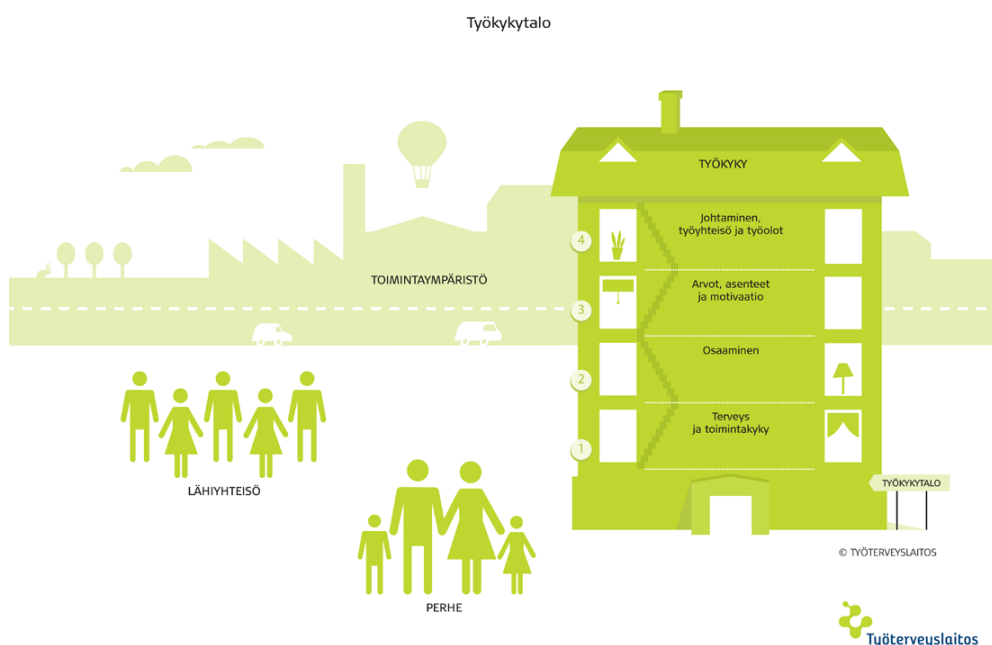 Työkykytalo
TYÖKYKY
4
Johtaminen,
työyhteisö ja työolot
TOIMINTAYMPÄRISTÖ
3
Arvot, asenteet
ja motivaatio
2
Osaaminen
1
Terveys
ja toimintakyky
LÄHIYHTEISÖ
TYÖKYKYTALO
© TYÖTERVEYSLAITOS
PERHE
Työterveyslaitos